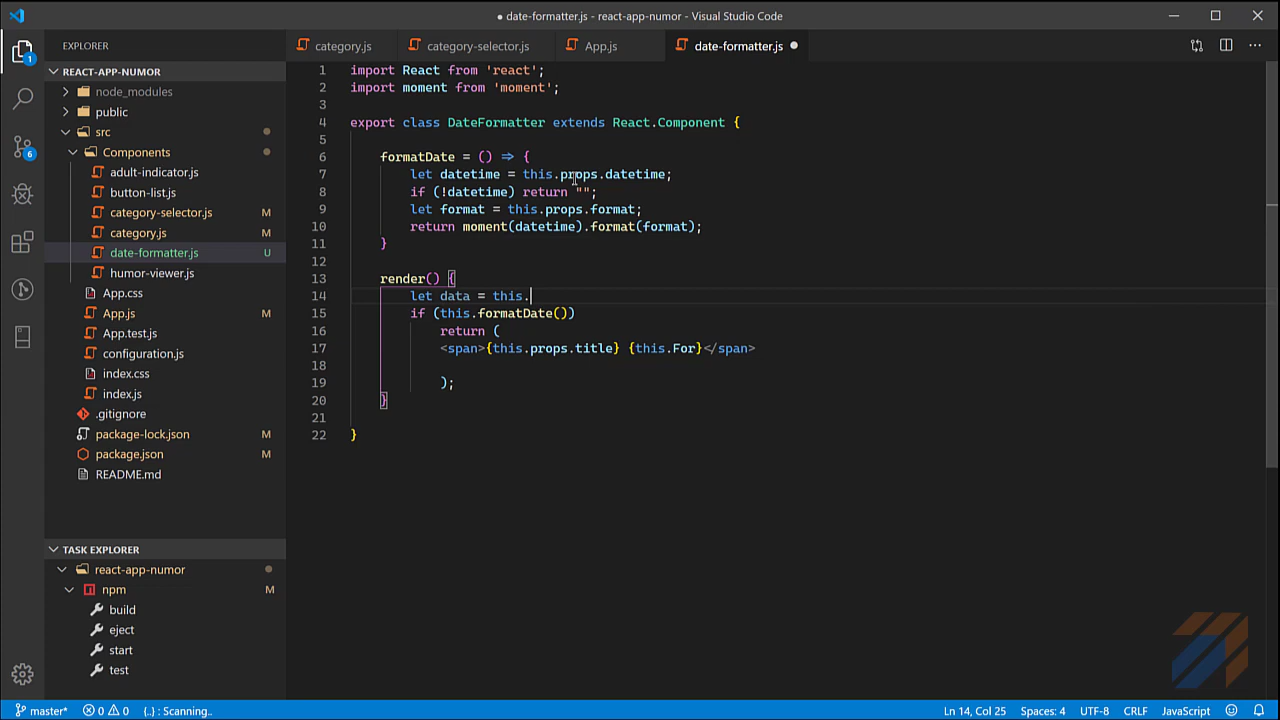 ● date-formatter.js - react-app-numor - Visual Studio Code
EXPLORER
category.js
category-selector.js
App.js
date-formatter.js ●
1
REACT-APP-NUMOR
node_modules
public
src
Components
adult-indicator.js
button-list.js
category-selector.js M
category.js M
date-formatter.js U
humor-viewer.js
App.css
App.js M
App.test.js
configuration.js
index.css
index.js
.gitignore
package-lock.json M
package.json M
README.md
6
TASK EXPLORER
react-app-numor
npm M
build
eject
start
test
1 import React from 'react';
2 import moment from 'moment';
3
4 export class DateFormatter extends React.Component {
5
6 formatDate = () => {
7 let datetime = this.props.datetime;
8 if (!datetime) return "";
9 let format = this.props.format;
10 return moment(datetime).format(format);
11 }
12
13 render() {
14 let data = this.
15 if (this.formatDate())
16 return (
17 <span>{this.props.title} {this.For}</span>
18
19 );
20 }
21
22 }
master* 0 0 {..} : Scanning.. Ln 14, Col 25 Spaces: 4 UTF-8 CRLF JavaScript